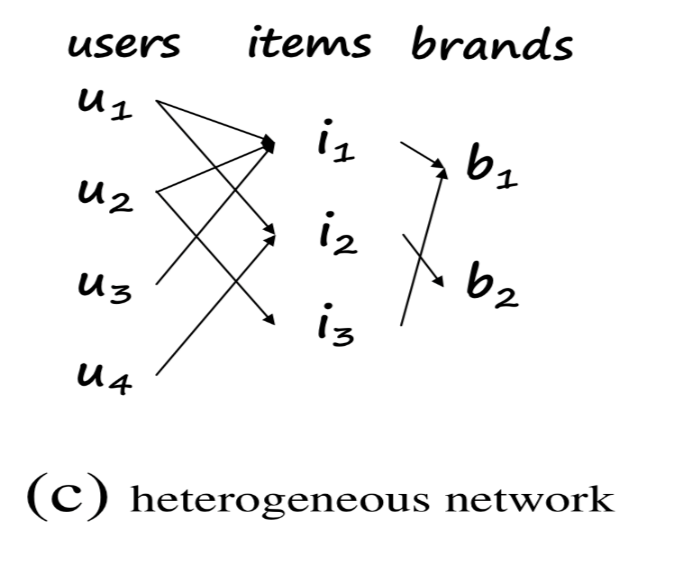 users items brands
u1
i1
b1
u2
i2
u3
b2
i3
u4
(c) heterogeneous network